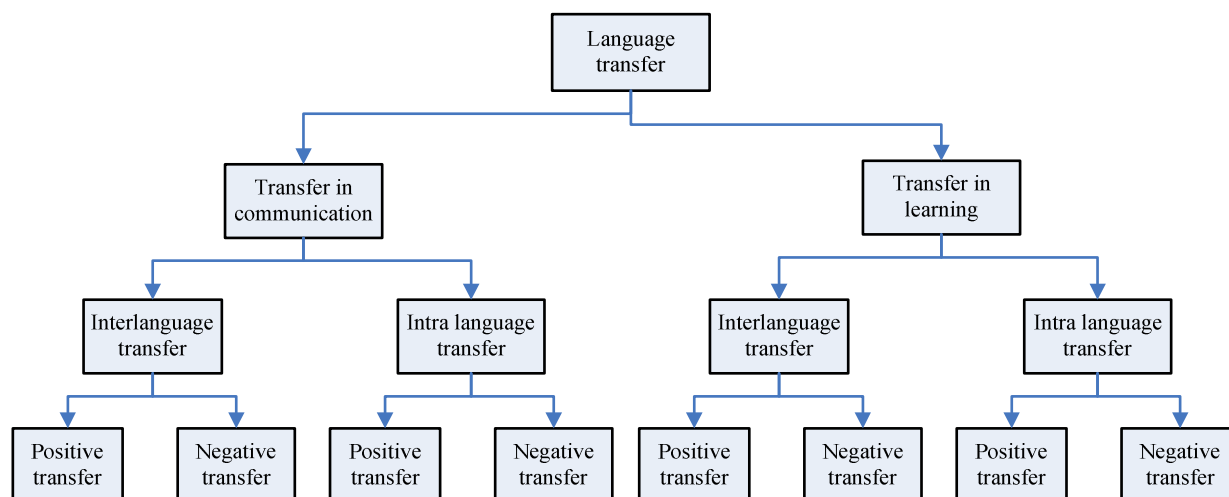 Language
transfer
Transfer in
communication
Transfer in
learning
Interlanguage
transfer
Intra language
transfer
Interlanguage
transfer
Intra language
transfer
Positive
transfer
Negative
transfer
Positive
transfer
Negative
transfer
Positive
transfer
Negative
transfer
Positive
transfer
Negative
transfer